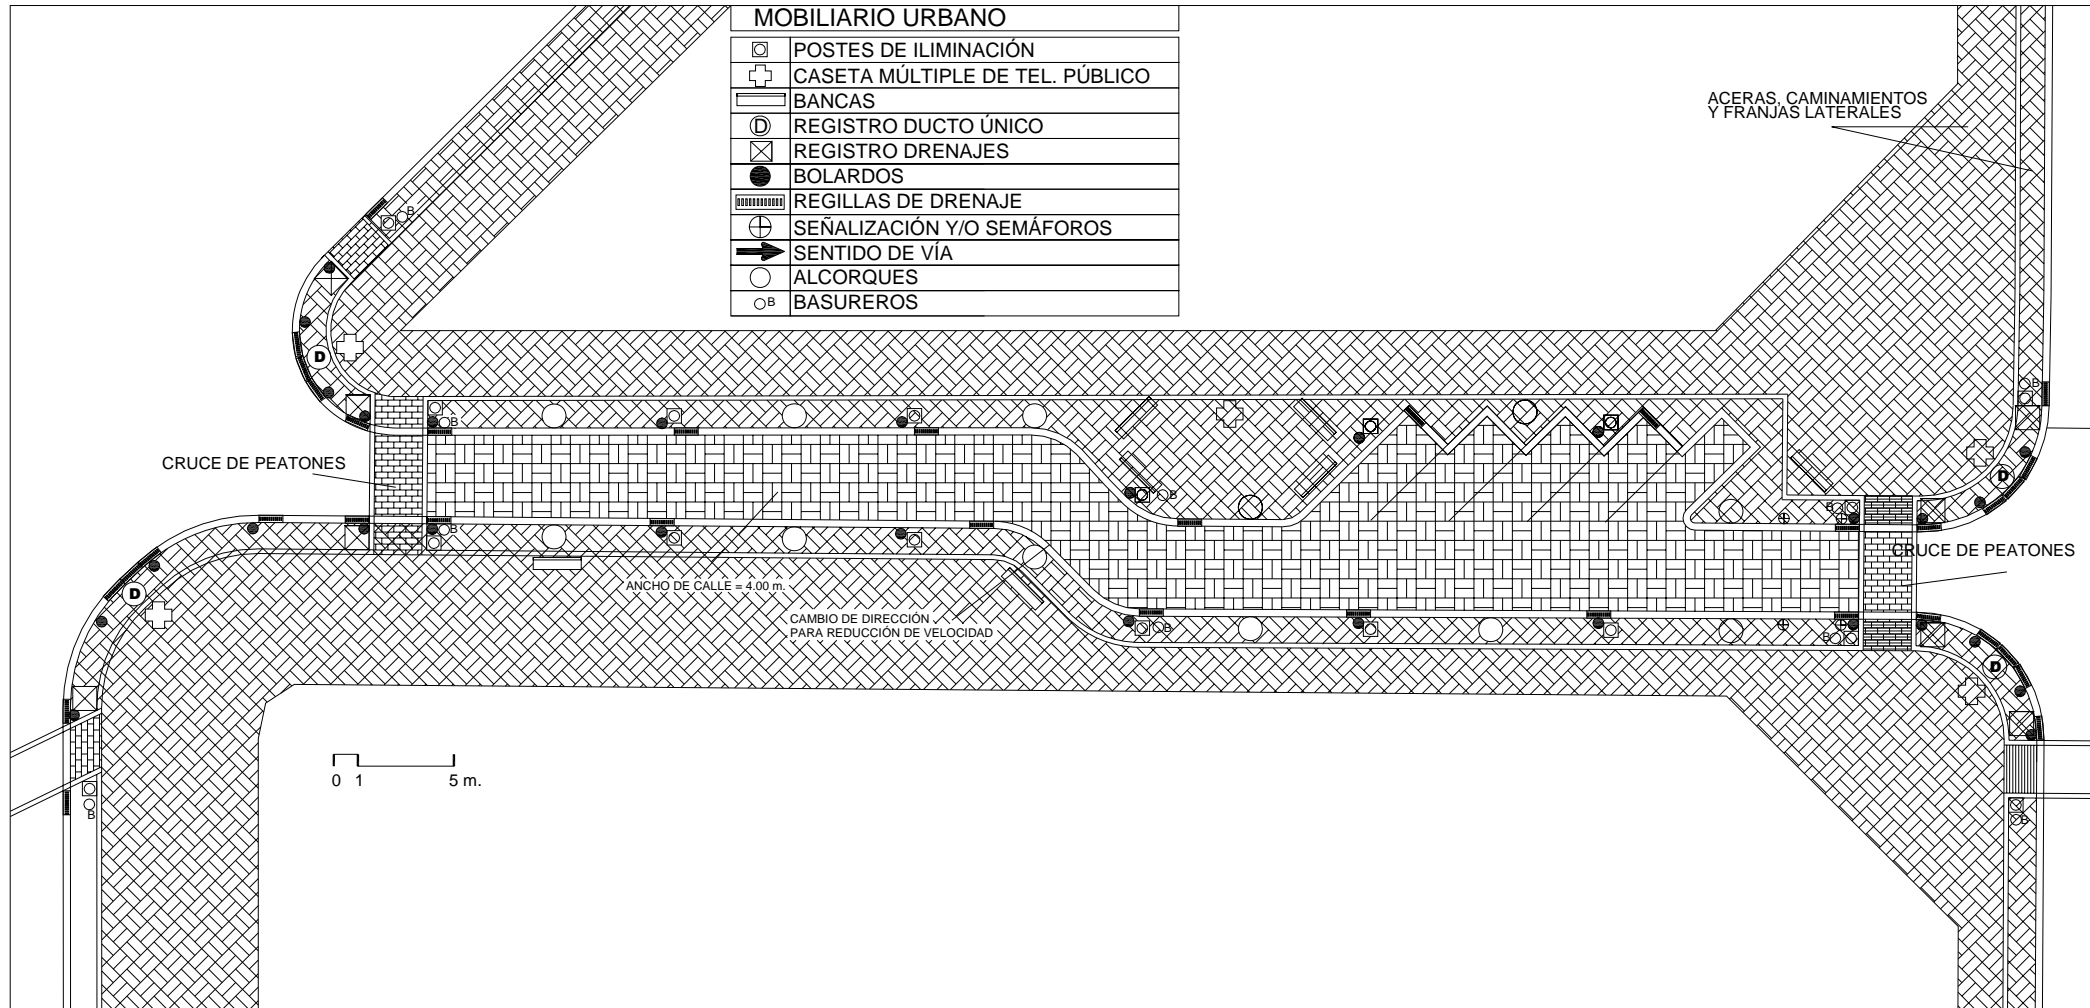 MOBILIARIO URBANO
POSTES DE ILIMINACIÓN
CASETA MÚLTIPLE DE TEL. PÚBLICO
BANCAS
D REGISTRO DUCTO ÚNICO
REGISTRO DRENAJES
BOLARDOS
REGILLAS DE DRENAJE
SEÑALIZACIÓN Y/O SEMÁFOROS
SENTIDO DE VÍA
ALCORQUES
B BASUREROS
ACERAS, CAMINAMIENTOS
Y FRANJAS LATERALES
B
D
B
B
D
CRUCE DE PEATONES
B
B
B
B
CRUCE DE PEATONES
D
ANCHO DE CALLE = 4.00 m.
CAMBIO DE DIRECCIÓN
PARA REDUCCIÓN DE VELOCIDAD
B
B
D
0 1 5 m.
B
B